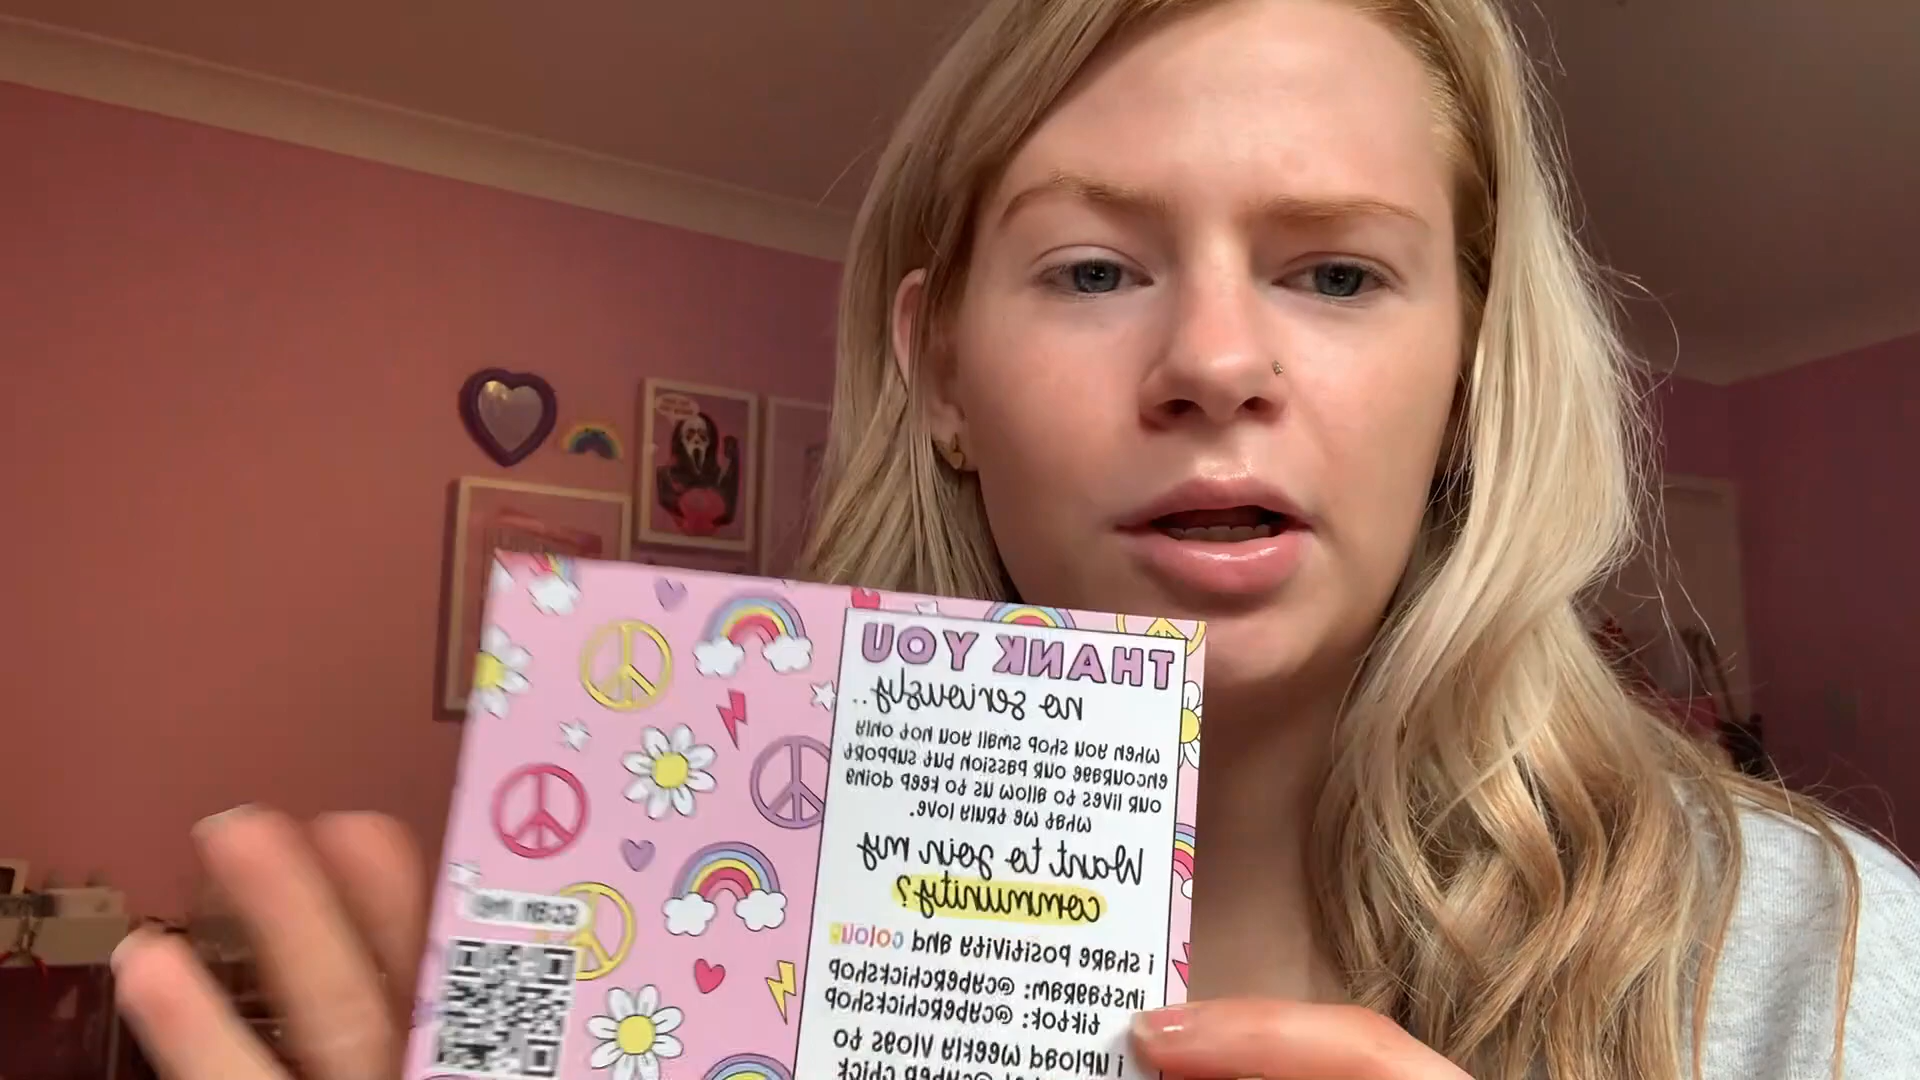 THANK YOU
no seriously..
when you shop small you not only
encourage our passion but support
our lives to allow us to keep doing
what we truly love.
Want to join my
community?
i share positivity and colour
instagram: @caperchickshop
tiktok: @caperchickshop
i upload weekly vlogs to
chick
scan me!